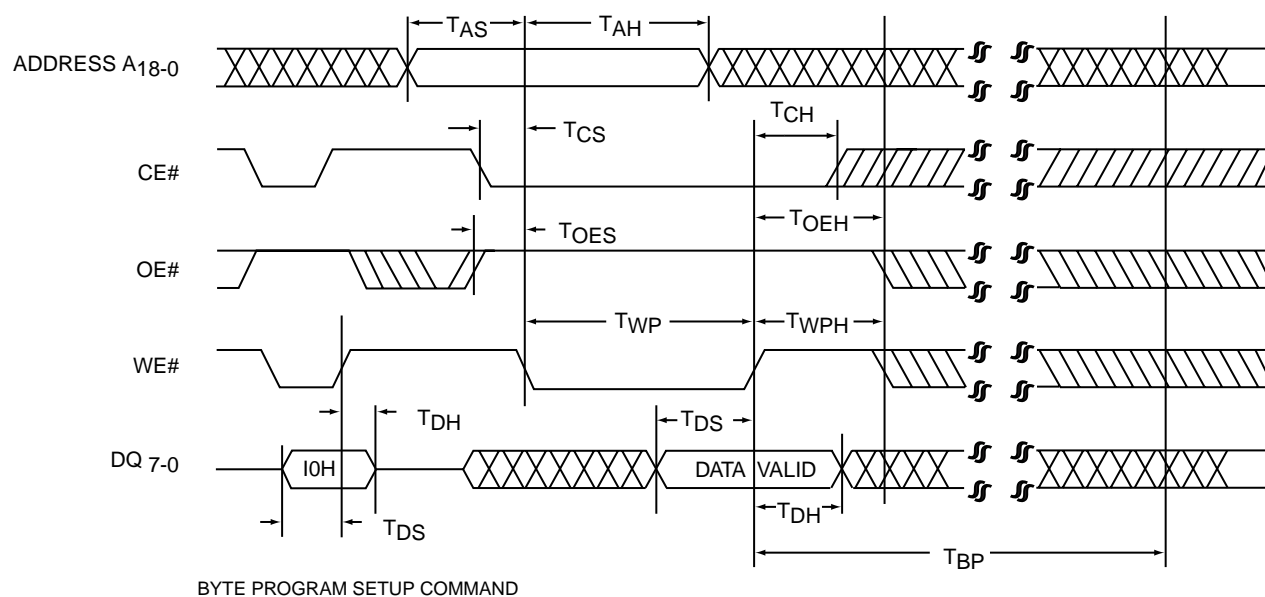 TAS TAH
ADDRESS A18-0
TCS TCH
CE#
TOES TOEH
OE#
TWP TWPH
WE#
TDH TDS
DQ 7-0 I0H DATA VALID
TDS TDH
TBP
BYTE PROGRAM SETUP COMMAND